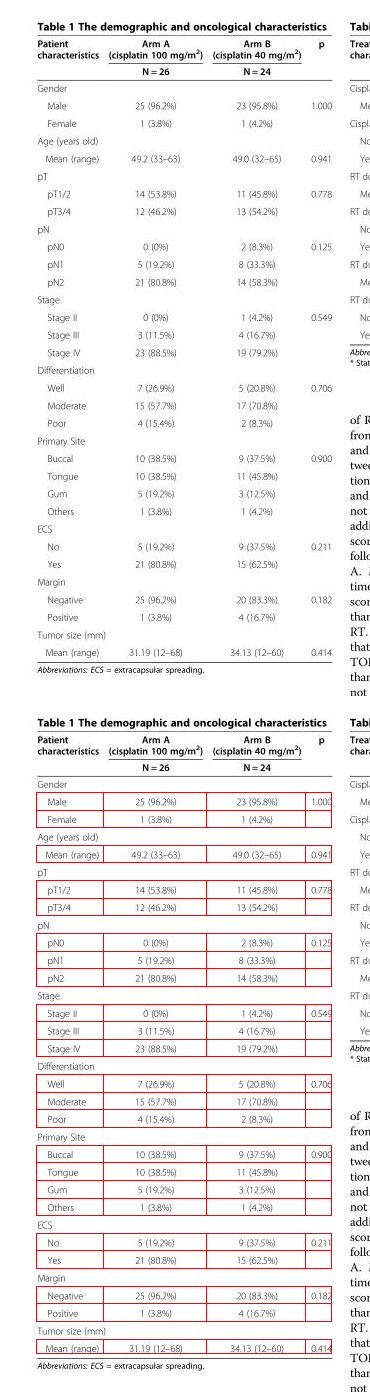 Table 1 The demographic and oncological characteristics
Patient characteristics Arm A (cisplatin 100 mg/m2) Arm B (cisplatin 40 mg/m2) p
N = 26 N = 24
Gender
Male 25 (96.2%) 23 (95.8%) 1.000
Female 1 (3.8%) 1 (4.2%)
Age (years old)
Mean (range) 49.2 (33–63) 49.0 (32–65) 0.941
pT
pT1/2 14 (53.8%) 11 (45.8%) 0.778
pT3/4 12 (46.2%) 13 (54.2%)
pN
pN0 0 (0%) 2 (8.3%) 0.125
pN1 5 (19.2%) 8 (33.3%)
pN2 21 (80.8%) 14 (58.3%)
Stage
Stage II 0 (0%) 1 (4.2%) 0.549
Stage III 3 (11.5%) 4 (16.7%)
Stage IV 23 (88.5%) 19 (79.2%)
Differentiation
Well 7 (26.9%) 5 (20.8%) 0.706
Moderate 15 (57.7%) 17 (70.8%)
Poor 4 (15.4%) 2 (8.3%)
Primary Site
Buccal 10 (38.5%) 9 (37.5%) 0.900
Tongue 10 (38.5%) 11 (45.8%)
Gum 5 (19.2%) 3 (12.5%)
Others 1 (3.8%) 1 (4.2%)
ECS
No 5 (19.2%) 9 (37.5%) 0.211
Yes 21 (80.8%) 15 (62.5%)
Margin
Negative 25 (96.2%) 20 (83.3%) 0.182
Positive 1 (3.8%) 4 (16.7%)
Tumor size (mm)
Mean (range) 31.19 (12–68) 34.13 (12–60) 0.414
Abbreviations: ECS = extracapsular spreading.
Table 1 The demographic and oncological characteristics
Patient characteristics Arm A (cisplatin 100 mg/m2) Arm B (cisplatin 40 mg/m2) p
N = 26 N = 24
Gender
Male 25 (96.2%) 23 (95.8%) 1.000
Female 1 (3.8%) 1 (4.2%)
Age (years old)
Mean (range) 49.2 (33–63) 49.0 (32–65) 0.941
pT
pT1/2 14 (53.8%) 11 (45.8%) 0.778
pT3/4 12 (46.2%) 13 (54.2%)
pN
pN0 0 (0%) 2 (8.3%) 0.125
pN1 5 (19.2%) 8 (33.3%)
pN2 21 (80.8%) 14 (58.3%)
Stage
Stage II 0 (0%) 1 (4.2%) 0.549
Stage III 3 (11.5%) 4 (16.7%)
Stage IV 23 (88.5%) 19 (79.2%)
Differentiation
Well 7 (26.9%) 5 (20.8%) 0.706
Moderate 15 (57.7%) 17 (70.8%)
Poor 4 (15.4%) 2 (8.3%)
Primary Site
Buccal 10 (38.5%) 9 (37.5%) 0.900
Tongue 10 (38.5%) 11 (45.8%)
Gum 5 (19.2%) 3 (12.5%)
Others 1 (3.8%) 1 (4.2%)
ECS
No 5 (19.2%) 9 (37.5%) 0.211
Yes 21 (80.8%) 15 (62.5%)
Margin
Negative 25 (96.2%) 20 (83.3%) 0.182
Positive 1 (3.8%) 4 (16.7%)
Tumor size (mm)
Mean (range) 31.19 (12–68) 34.13 (12–60) 0.414
Abbreviations: ECS = extracapsular spreading.